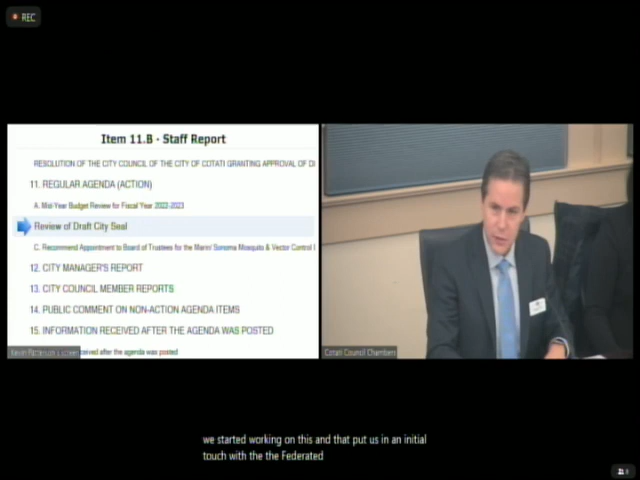 REC
Item 11.B - Staff Report
RESOLUTION OF THE CITY COUNCIL OF THE CITY OF COTATI GRANTING APPROVAL OF DI
11. REGULAR AGENDA (ACTION)
A. Mid-Year Budget Review for Fiscal Year 2022-2023
Review of Draft City Seal
C. Recommend Appointment to Board of Trustees for the Marin/ Sonoma Mosquito & Vector Control
12. CITY MANAGER'S REPORT
13. CITY COUNCIL MEMBER REPORTS
14. PUBLIC COMMENT ON NON-ACTION AGENDA ITEMS
15. INFORMATION RECEIVED AFTER THE AGENDA WAS POSTED
Kevin Patterson ceived after the agenda was posted
Cotati Council Chambers
we started working on this and that put us in an initial
touch with the the Federated